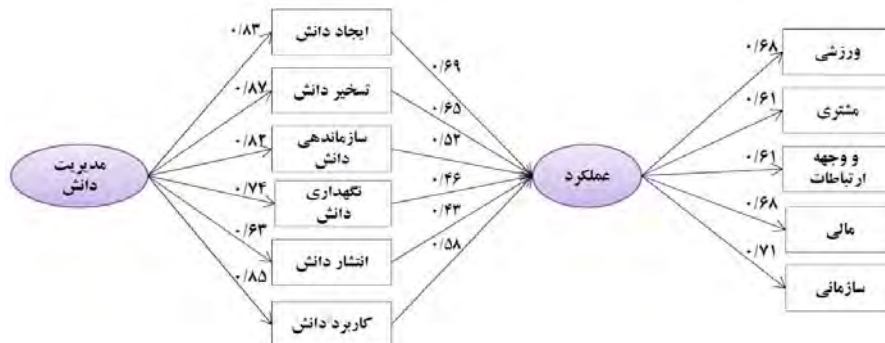 مدیریت
دانش
۰/۸۳
۰/۸۷
۰/۸۲
۰/۷۴
۰/۶۳
۰/۸۵
ایجاد دانش
تسخیر دانش
سازماندهی
دانش
نگهداری
دانش
انتشار دانش
کاربرد دانش
۰/۶۹
۰/۶۵
۰/۵۲
۰/۴۶
۰/۴۳
۰/۵۸
عملکرد
۰/۶۸
۰/۶۱
۰/۶۱
۰/۶۸
۰/۷۱
ورزشی
مشتری
و وجهه
ارتباطات
مالی
سازمانی